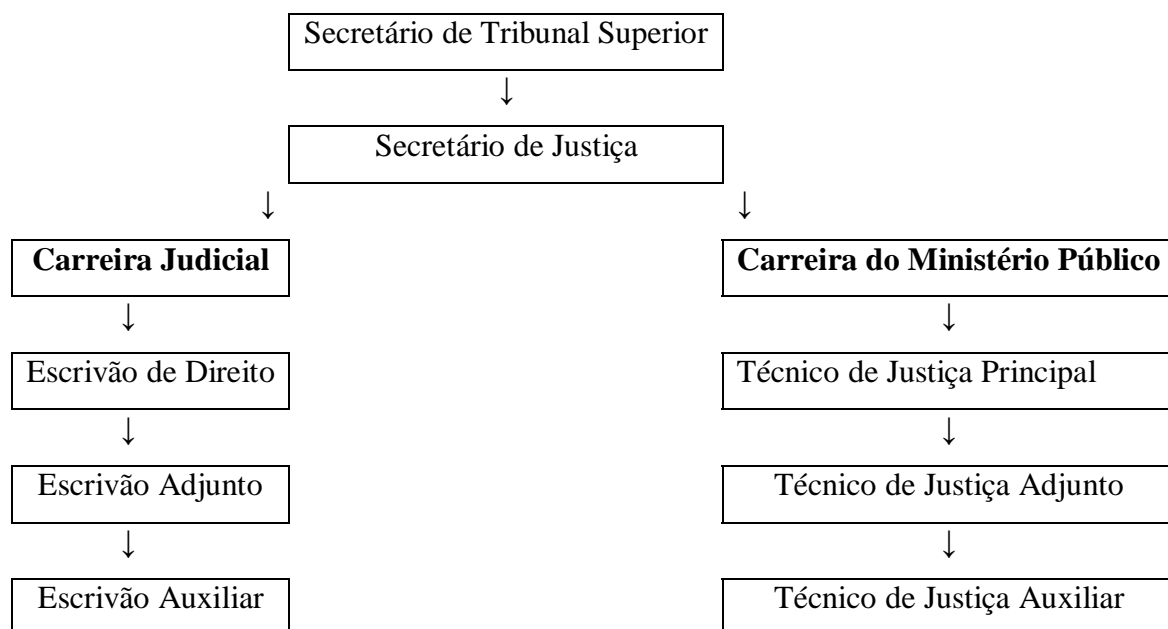 Secretário de Tribunal Superior
↓
Secretário de Justiça
↓ ↓
Carreira Judicial Carreira do Ministério Público
↓ ↓
Escrivão de Direito Técnico de Justiça Principal
↓ ↓
Escrivão Adjunto Técnico de Justiça Adjunto
↓ ↓
Escrivão Auxiliar Técnico de Justiça Auxiliar